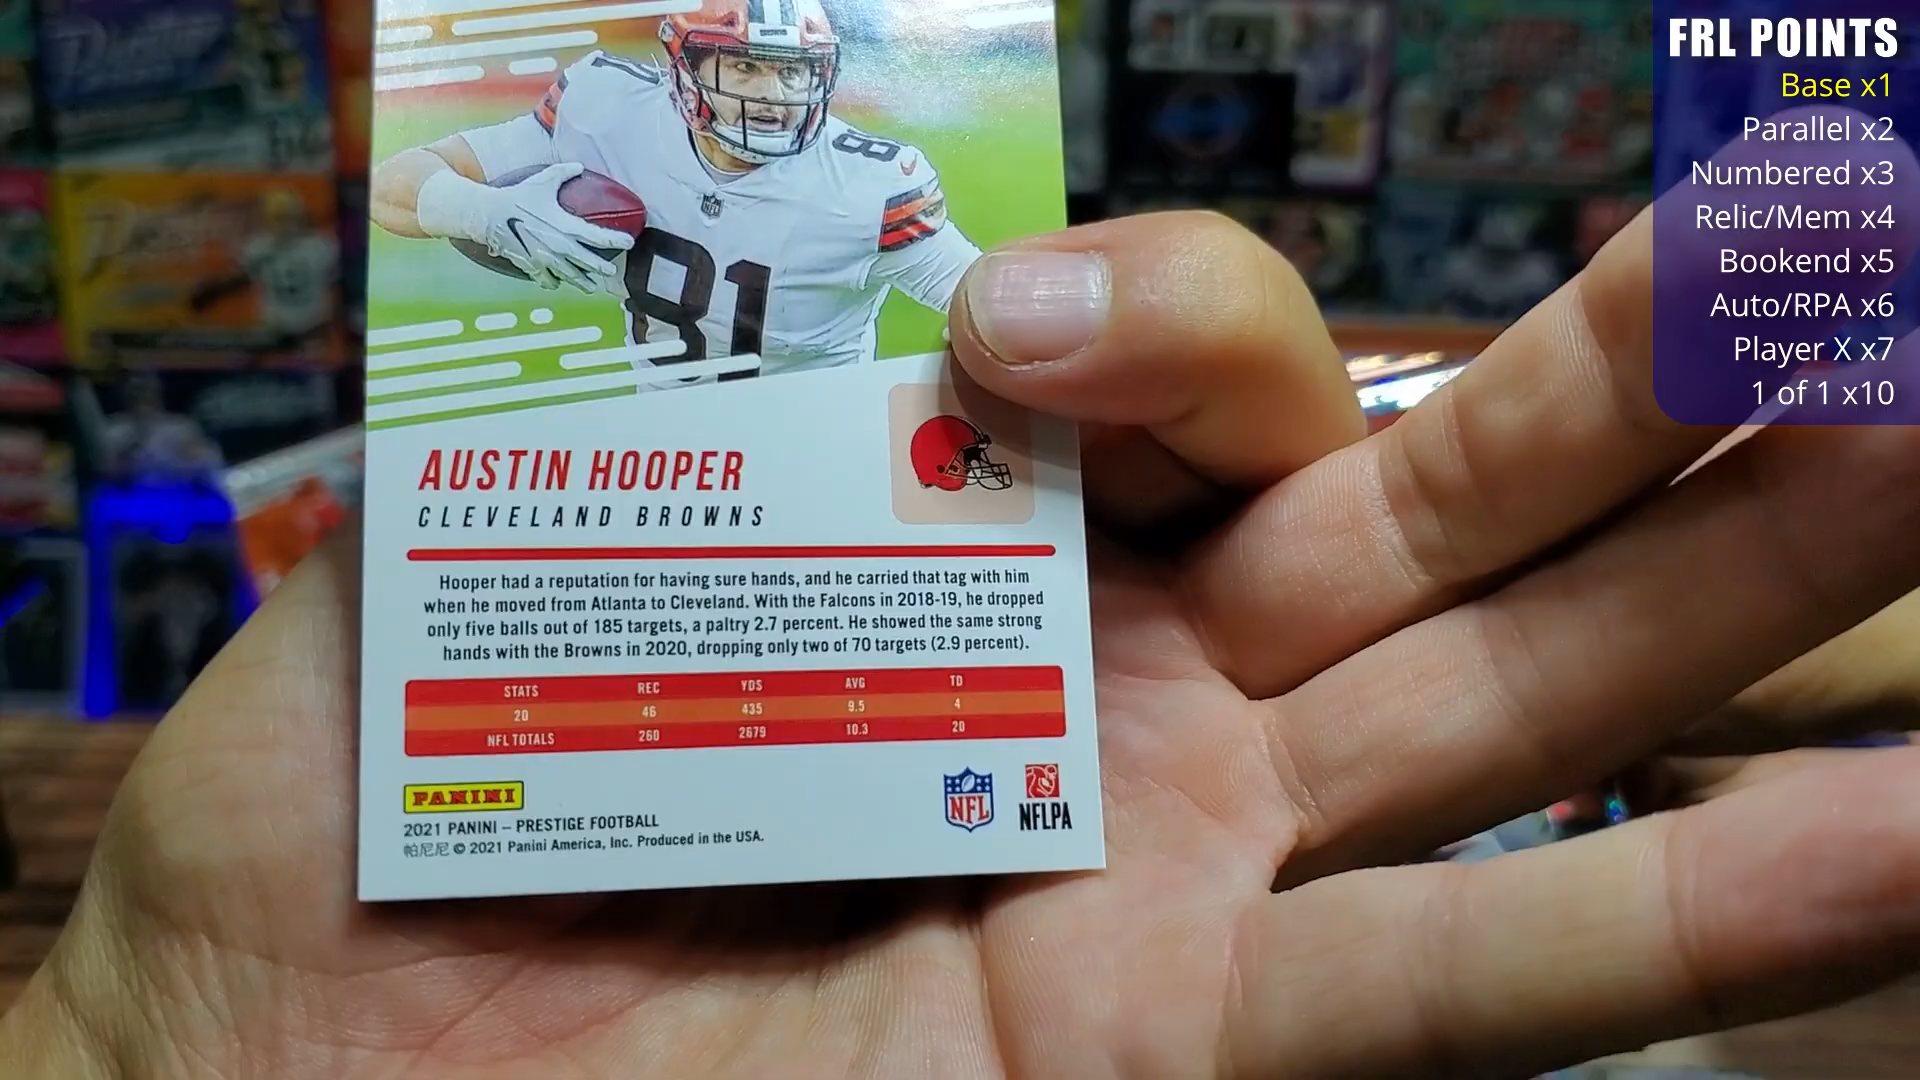 FRL POINTS
Base x1
Parallel x2
Numbered x3
Relic/Mem x4
Bookend x5
Auto/RPA x6
Player X x7
1 of 1 x10
81
81
81
NFL
AUSTIN HOOPER
CLEVELAND BROWNS
Hooper had a reputation for having sure hands, and he carried that tag with him
when he moved from Atlanta to Cleveland. With the Falcons in 2018-19, he dropped
only five balls out of 185 targets, a paltry 2.7 percent. He showed the same strong
hands with the Browns in 2020, dropping only two of 70 targets (2.9 percent).
STATS REC YDS AVG TD
20 46 435 9.5 4
NFL TOTALS 260 2679 10.3 20
PANINI
NFL
NFLPA
2021 PANINI – PRESTIGE FOOTBALL
帕尼尼 © 2021 Panini America, Inc. Produced in the USA.